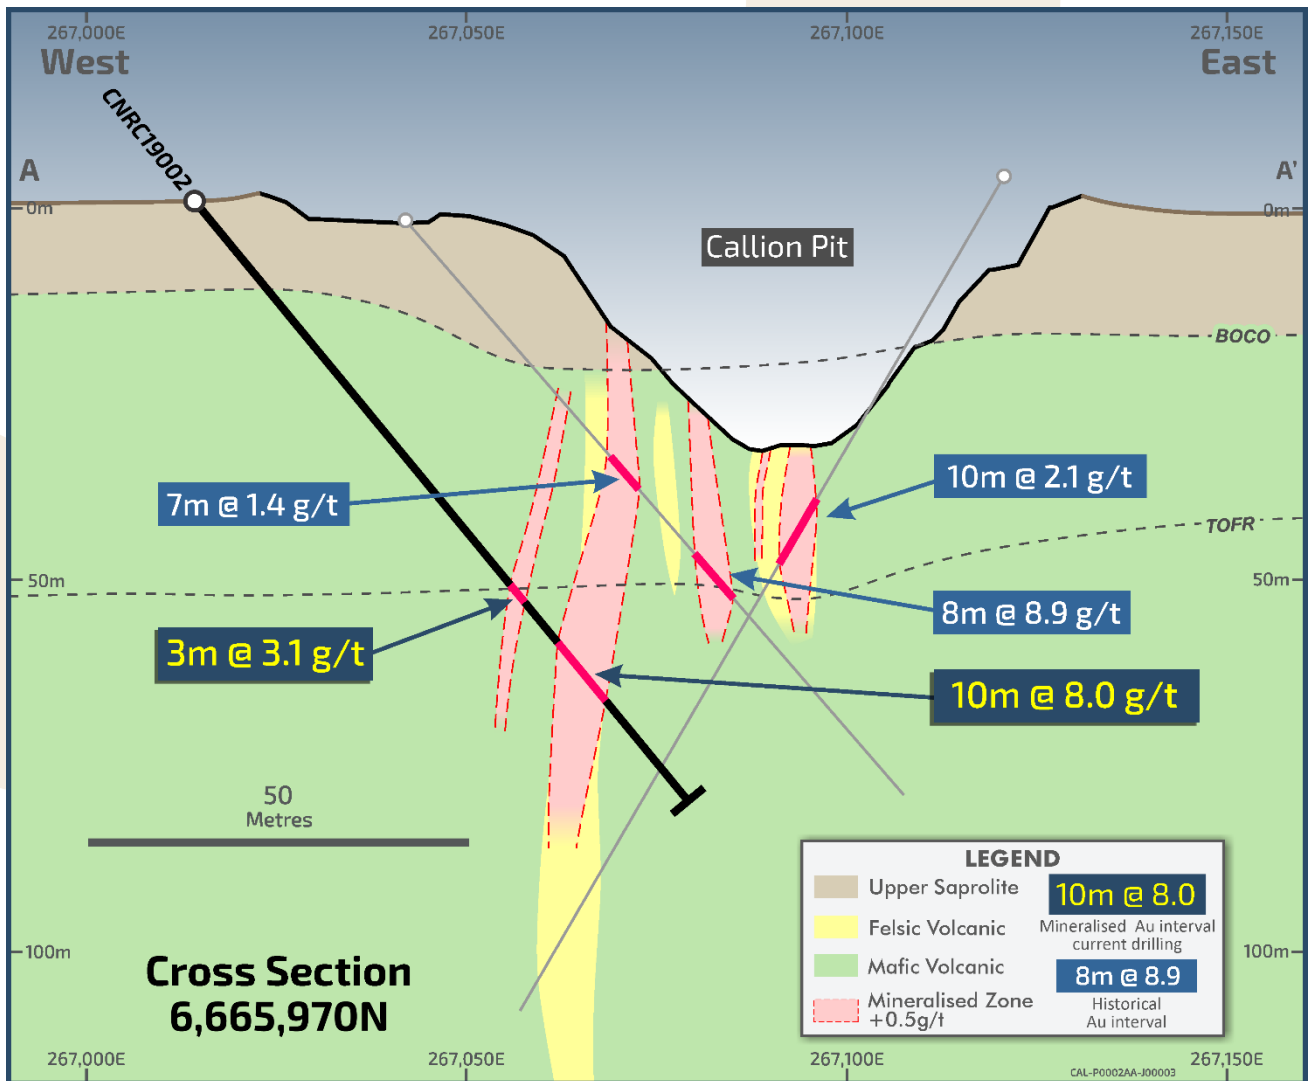 267,000E
267,050E
267,100E
267,150E
West
East
CNRC19002
A
A'
0m
0m
Callion Pit
BOCO
7m @ 1.4 g/t
10m @ 2.1 g/t
TOFR
50m
50m
8m @ 8.9 g/t
3m @ 3.1 g/t
10m @ 8.0 g/t
50
Metres
LEGEND
Upper Saprolite
10m @ 8.0
Felsic Volcanic
Mineralised Au interval
current drilling
Mafic Volcanic
8m @ 8.9
Mineralised Zone
+0.5g/t
Historical
Au interval
100m
100m
Cross Section
6,665,970N
267,000E
267,050E
267,100E
267,150E
CAL-P0002AA-J00003